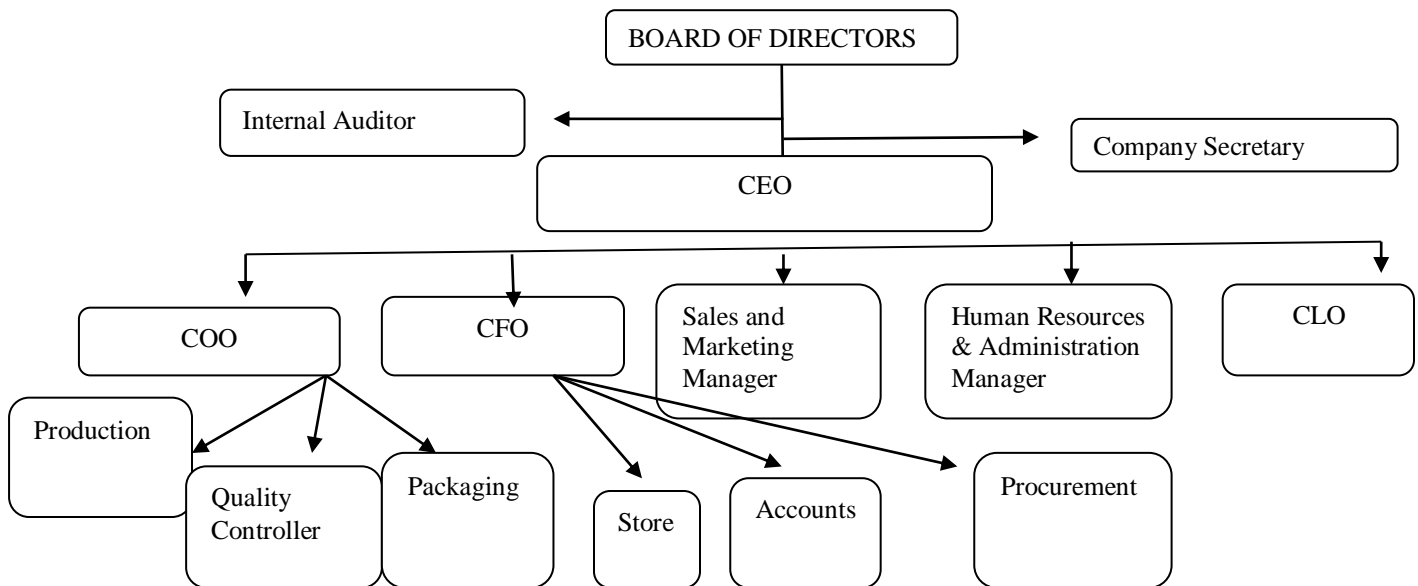 BOARD OF DIRECTORS
Internal Auditor
Company Secretary
CEO
COO
CFO
Sales and
Marketing
Manager
Human Resources
& Administration
Manager
CLO
Production
Quality
Controller
Packaging
Store
Accounts
Procurement